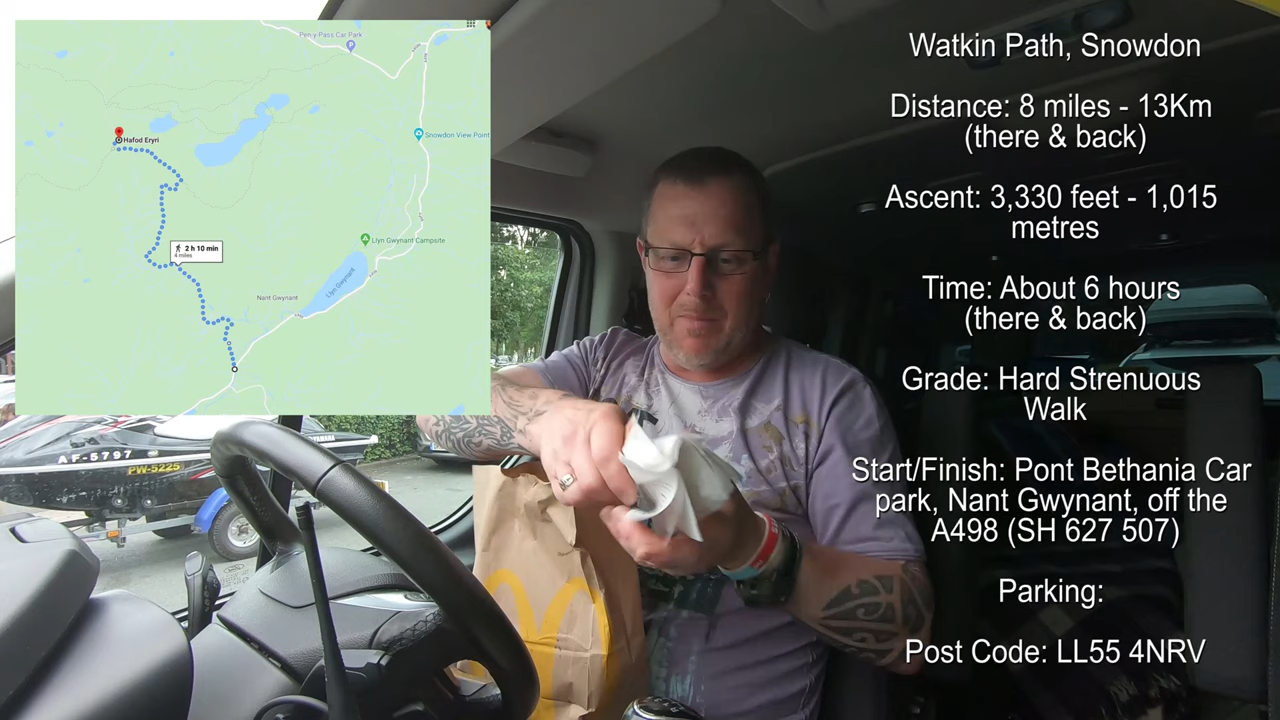 Pen-y-Pass Car Park
Hafod Eryri
Snowdon View Point
2 h 10 min
4 miles
Llyn Gwynant Campsite
Llyn Gwynant
Nant Gwynant
Watkin Path, Snowdon
Distance: 8 miles - 13Km
(there & back)
Ascent: 3,330 feet - 1,015
metres
Time: About 6 hours
(there & back)
Grade: Hard Strenuous
Walk
Start/Finish: Pont Bethania Car
park, Nant Gwynant, off the
A498 (SH 627 507)
Parking:
Post Code: LL55 4NRV
YAMAHA
AF-5797
PW-5225